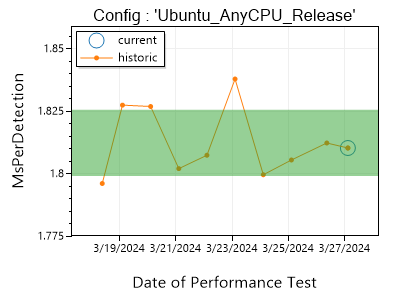 Config : 'Ubuntu_AnyCPU_Release'
current
historic
MsPerDetection
1.85
1.825
1.8
1.775
3/19/2024 3/21/2024 3/23/2024 3/25/2024 3/27/2024
Date of Performance Test